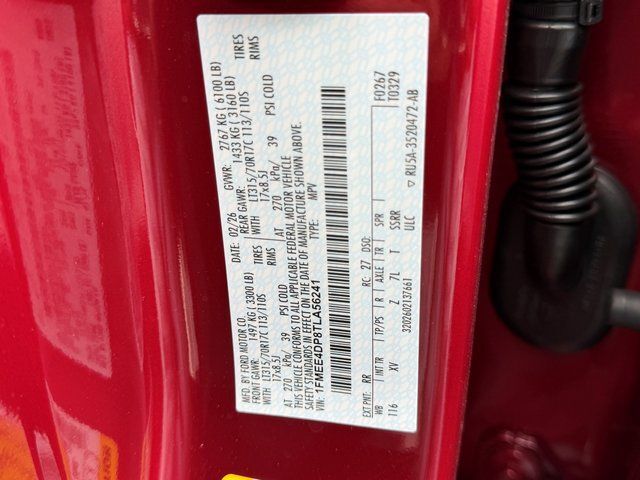 MFD. BY FORD MOTOR CO.
DATE: 02/26 GVWR: 2767 KG ( 6100 LB)
FRONT GAWR: 1497 KG (3300 LB) REAR GAWR: 1433 KG ( 3160 LB)
WITH LT315/70R17C 113/110S TIRES WITH LT315/70R17C 113/110S TIRES
17x8.5J RIMS 17x8.5J RIMS
AT 270 kPa/ 39 PSI COLD AT 270 kPa/ 39 PSI COLD
THIS VEHICLE CONFORMS TO ALL APPLICABLE FEDERAL MOTOR VEHICLE
SAFETY STANDARDS IN EFFECT ON THE DATE OF MANUFACTURE SHOWN ABOVE.
VIN: 1FMEE4DP8TLA56241 TYPE: MPV
3202602137661
F0267
T0329
EXT PNT: RR RC: 27 DSO:
WB INT TR TP/PS R AXLE TR SPR
116 XV Z 7L T SSRR
ULC
▽ RU5A-3520472-AB